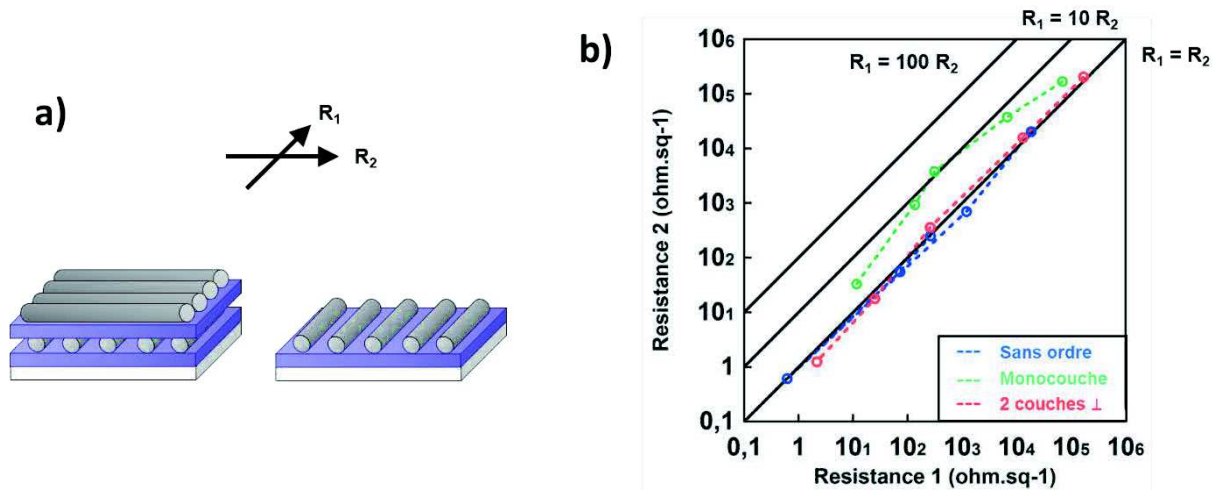 a)
R₁
R₂
b)
R₁ = 10 R₂
R₁ = 100 R₂
R₁ = R₂
10⁶
10⁵
10⁴
10³
10²
10¹
1
0,1
Resistance 2 (ohm.sq-1)
Sans ordre
Monocouche
2 couches ⊥
0,1 1 10¹ 10² 10³ 10⁴ 10⁵ 10⁶
Resistance 1 (ohm.sq-1)